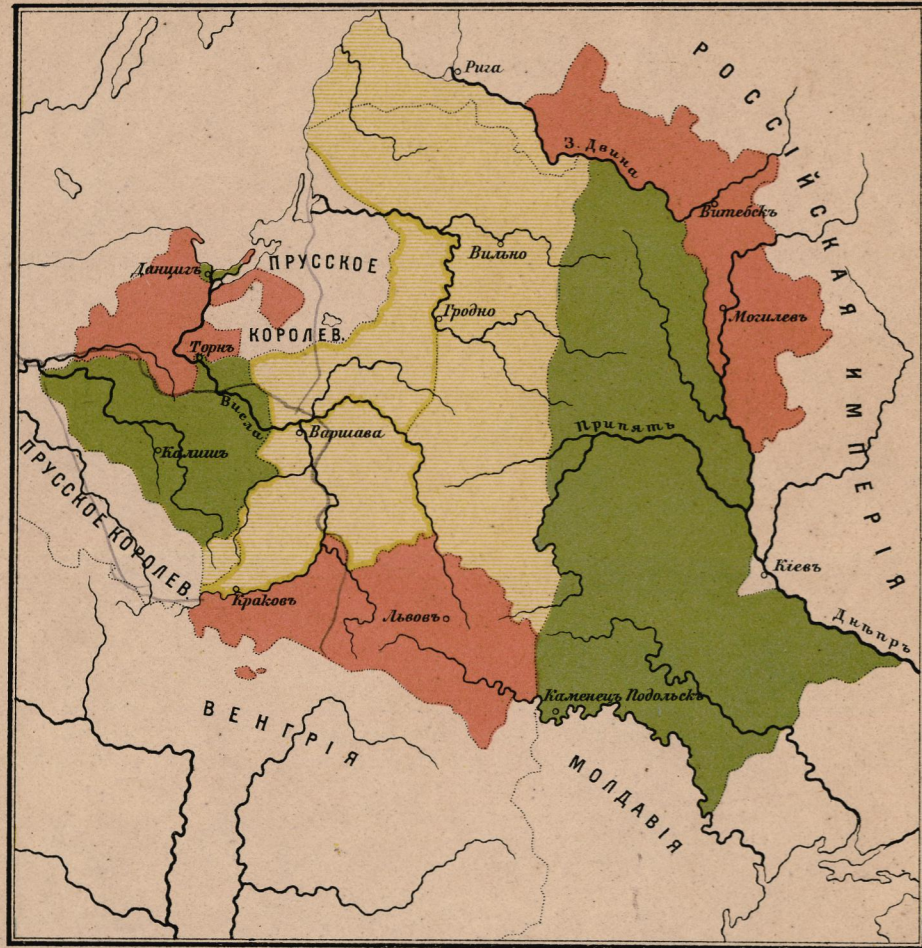 РОССІЙСКАЯ ИМПЕРІЯ
Рига
З. Двина
Витебскъ
Вильно
Данцигъ
ПРУССКОЕ
КОРОЛЕВ.
Гродно
Могилевъ
Торнъ
Висла
Варшава
Припять
Калишъ
ПРУССКОЕ КОРОЛЕВ.
Кіевъ
Краковъ
Львовъ
Днѣпръ
Каменецъ Подольскъ
ВЕНГРІЯ
МОЛДАВІЯ